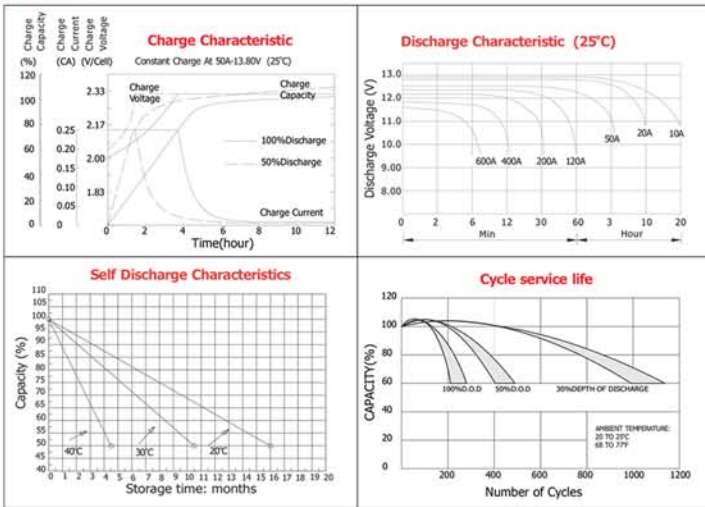 Charge Characteristic
Constant Charge At 50A-13.80V (25°C)
Charge Capacity
Charge Current
Charge Voltage
(%) (CA) (V/Cell)
120
100
80
60
40
20
0
0.25
0.20
0.15
0.10
0.05
0
2.33
2.17
2.00
1.83
Charge Voltage
Charge Capacity
100%Discharge
50%Discharge
Charge Current
0 2 4 6 8 10 12
Time(hour)
Discharge Characteristic (25°C)
Discharge Voltage (V)
13.0
12.0
11.0
10.0
9.00
8.00
600A 400A 200A 120A 50A 20A 10A
0 2 6 12 30 60 3 10 20
Min Hour
Self Discharge Characteristics
Capacity (%)
110
105
100
95
90
85
80
75
70
65
60
55
50
45
40
40°C 30°C 20°C
0 1 2 3 4 5 6 7 8 9 10 11 12 13 14 15 16 17 18 19 20
Storage time: months
Cycle service life
CAPACITY(%)
120
100
80
60
40
20
0
100%D.O.D 50%D.O.D 30%DEPTH OF DISCHARGE
AMBIENT TEMPERATURE:
20 TO 25°C
68 TO 77°F
200 400 600 800 1000 1200
Number of Cycles